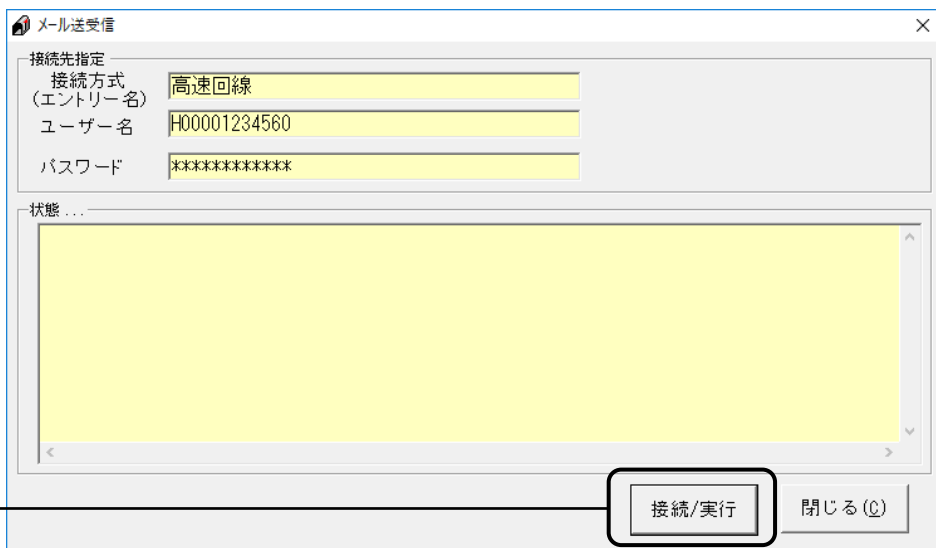 メール送受信
接続先指定
接続方式
(エントリー名)
高速回線
ユーザー名
H00001234560
パスワード
************
状態...
接続/実行
閉じる(C)